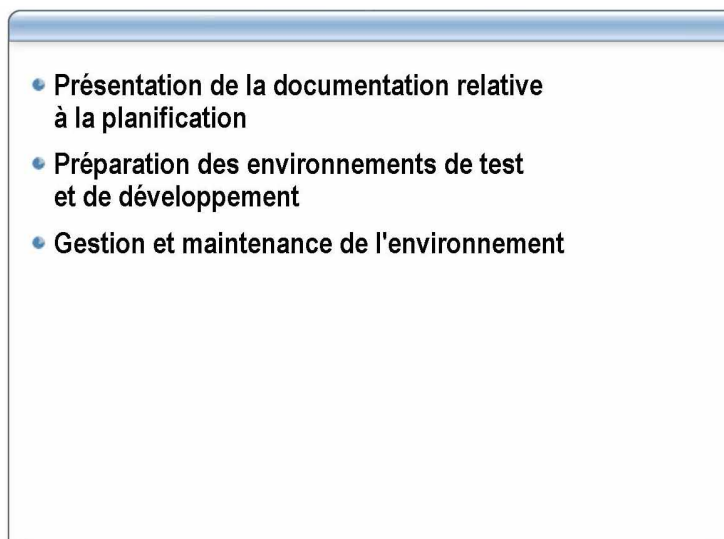 Présentation de la documentation relative
à la planification
Préparation des environnements de test
et de développement
Gestion et maintenance de l'environnement